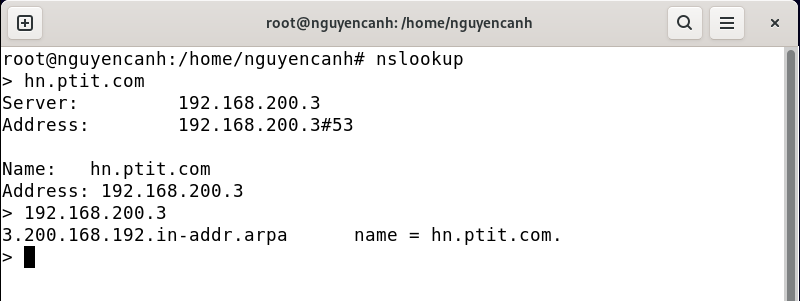 root@nguyencanh: /home/nguyencanh
root@nguyencanh:/home/nguyencanh# nslookup
> hn.ptit.com
Server:         192.168.200.3
Address:        192.168.200.3#53

Name:   hn.ptit.com
Address: 192.168.200.3
> 192.168.200.3
3.200.168.192.in-addr.arpa      name = hn.ptit.com.
>